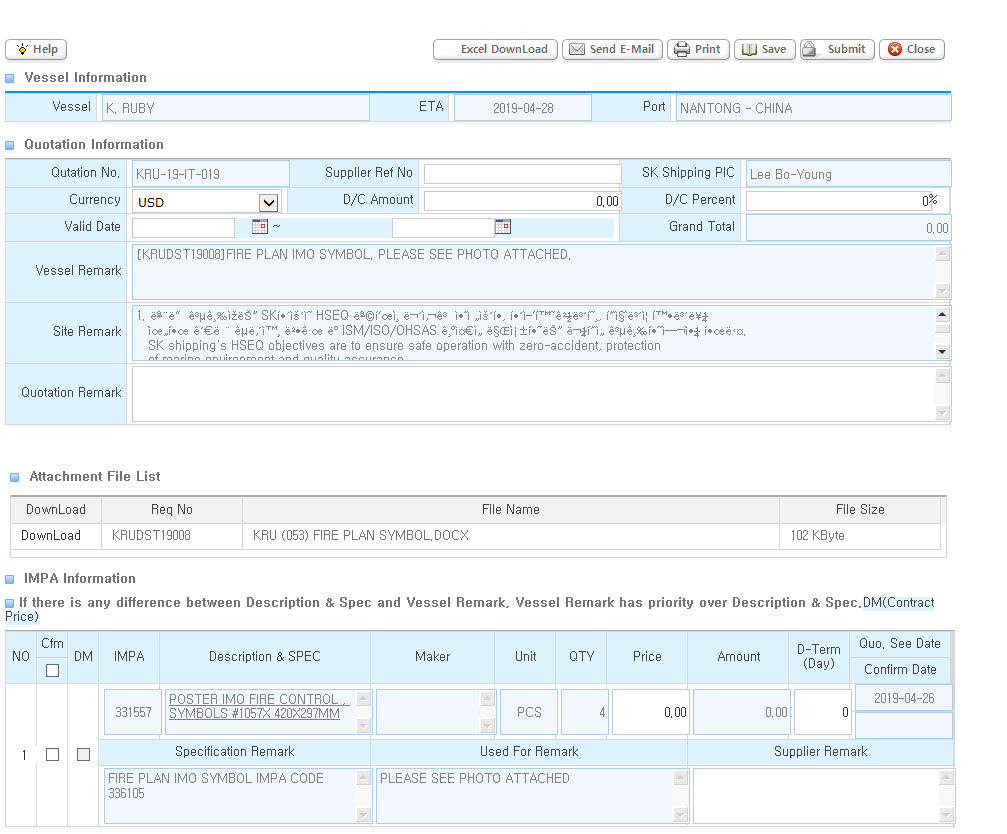 Help
Excel DownLoad Send E-Mail Print Save Submit Close
Vessel Information
Vessel K. RUBY ETA 2019-04-28 Port NANTONG - CHINA
Quotation Information
Qutation No. KRU-19-IT-019 Supplier Ref No SK Shipping PIC Lee Bo-Young
Currency USD D/C Amount 0.00 D/C Percent 0%
Valid Date ~ Grand Total 0.00
Vessel Remark [KRUDST19008]FIRE PLAN IMO SYMBOL. PLEASE SEE PHOTO ATTACHED.
Site Remark 1.
SK shipping's HSEQ objectives are to ensure safe operation with zero-accident, protection
of marine environment and quality assurance
Quotation Remark
Attachment File List
DownLoad Req No File Name File Size
DownLoad KRUDST19008 KRU (053) FIRE PLAN SYMBOL.DOCX 102 KByte
IMPA Information
If there is any difference between Description & Spec and Vessel Remark, Vessel Remark has priority over Description & Spec.DM(Contract
Price)
NO Cfm DM IMPA Description & SPEC Maker Unit QTY Price Amount D-Term (Day) Quo. See Date
Confirm Date
331557 POSTER IMO FIRE CONTROL , PCS 4 0.00 0.00 0 2019-04-26
SYMBOLS #1057X 420X297MM
1 Specification Remark Used For Remark Supplier Remark
FIRE PLAN IMO SYMBOL IMPA CODE PLEASE SEE PHOTO ATTACHED
336105